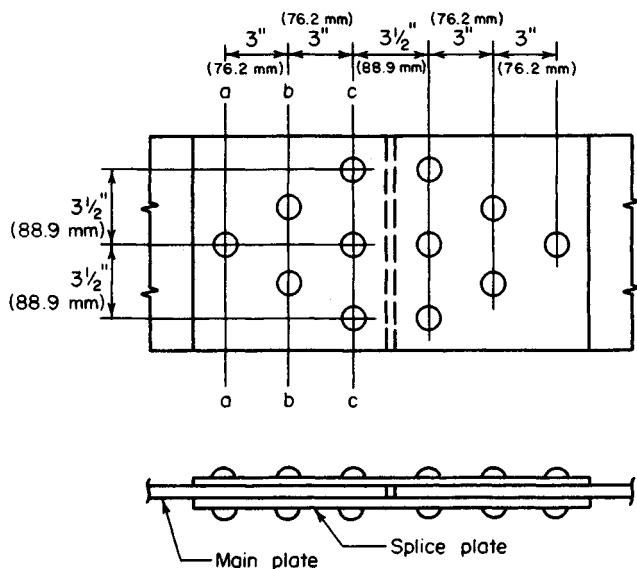 (76.2 mm) (76.2 mm)
3" 3" 3½" 3" 3"
(76.2 mm) (88.9 mm) (76.2 mm)
a b c
3½"
(88.9 mm)
3½"
(88.9 mm)
a b c
Main plate
Splice plate